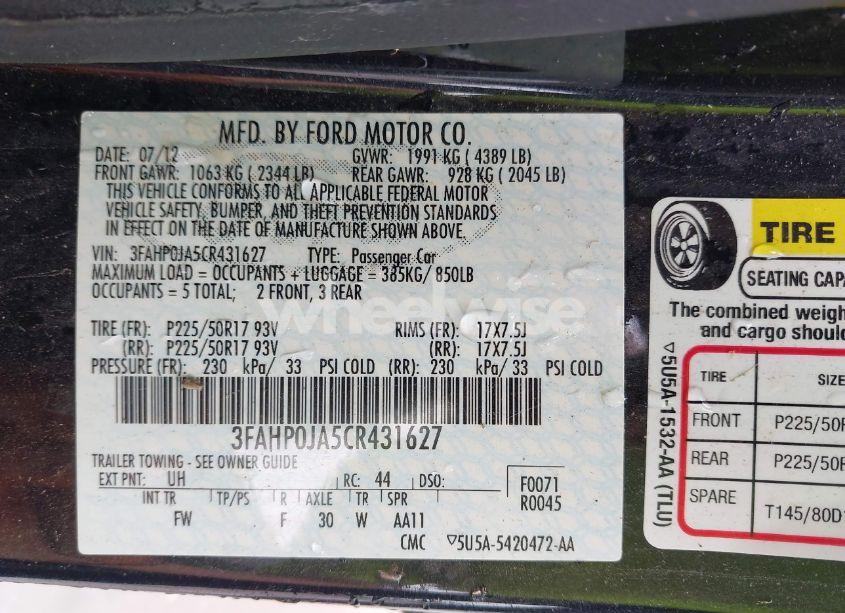 MFD. BY FORD MOTOR CO.
DATE: 07/12 GVWR: 1991 KG ( 4389 LB)
FRONT GAWR: 1063 KG ( 2344 LB) REAR GAWR: 928 KG ( 2045 LB)
THIS VEHICLE CONFORMS TO ALL APPLICABLE FEDERAL MOTOR
VEHICLE SAFETY, BUMPER, AND THEFT PREVENTION STANDARDS
IN EFFECT ON THE DATE OF MANUFACTURE SHOWN ABOVE.
VIN: 3FAHP0JA5CR431627 TYPE: Passenger Car
MAXIMUM LOAD = OCCUPANTS + LUGGAGE = 385KG/ 850LB
OCCUPANTS = 5 TOTAL; 2 FRONT, 3 REAR
wheelwise
TIRE (FR): P225/50R17 93V RIMS (FR): 17X7.5J
(RR): P225/50R17 93V (RR): 17X7.5J
PRESSURE (FR): 230 kPa/ 33 PSI COLD (RR): 230 kPa/ 33 PSI COLD
3FAHP0JA5CR431627
TRAILER TOWING - SEE OWNER GUIDE
EXT PNT: UH RC: 44 DSO: F0071
R0045
INT TR TP/PS R AXLE TR SPR
FW F 30 W AA11
CMC ▽5U5A-5420472-AA
TIRE
SEATING CAPA
The combined weigh
and cargo shoul
▽5U5A-1532-AA (TLU)
TIRE SIZE
FRONT P225/50R
REAR P225/50R
SPARE T145/80D1